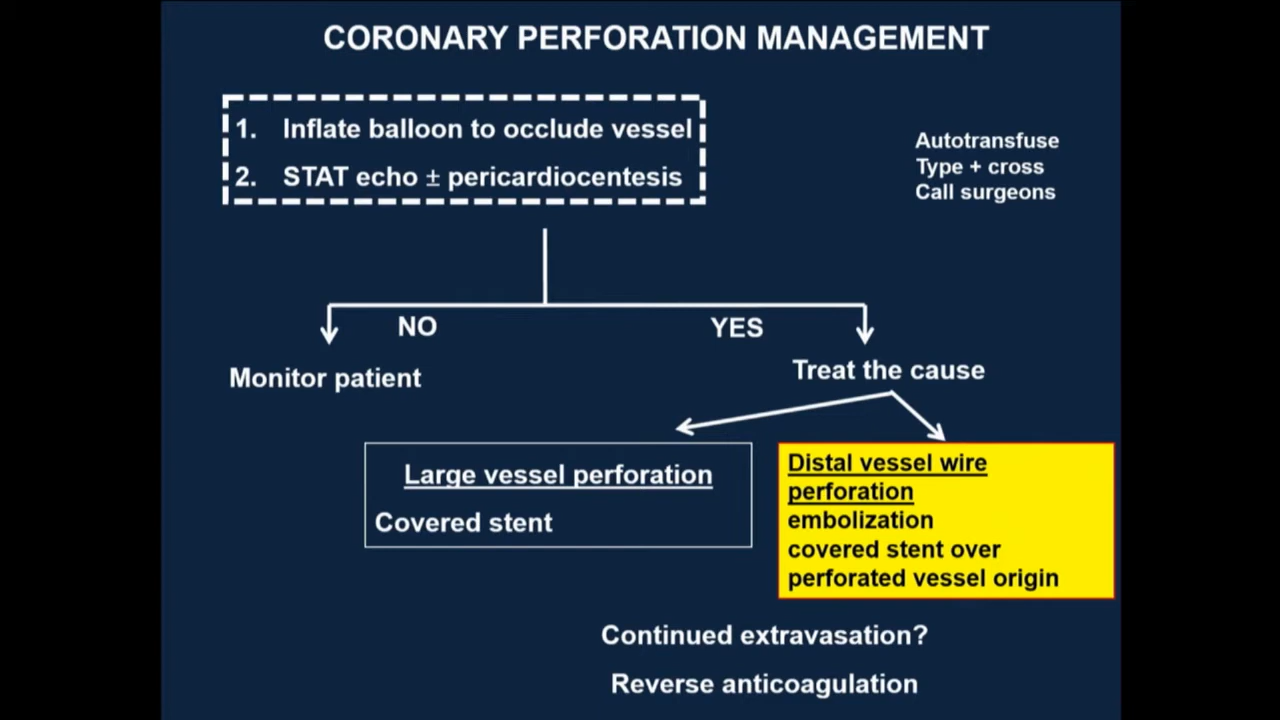 CORONARY PERFORATION MANAGEMENT
1. Inflate balloon to occlude vessel
2. STAT echo ± pericardiocentesis
Autotransfuse
Type + cross
Call surgeons
NO
YES
Monitor patient
Treat the cause
Large vessel perforation
Covered stent
Distal vessel wire
perforation
embolization
covered stent over
perforated vessel origin
Continued extravasation?
Reverse anticoagulation